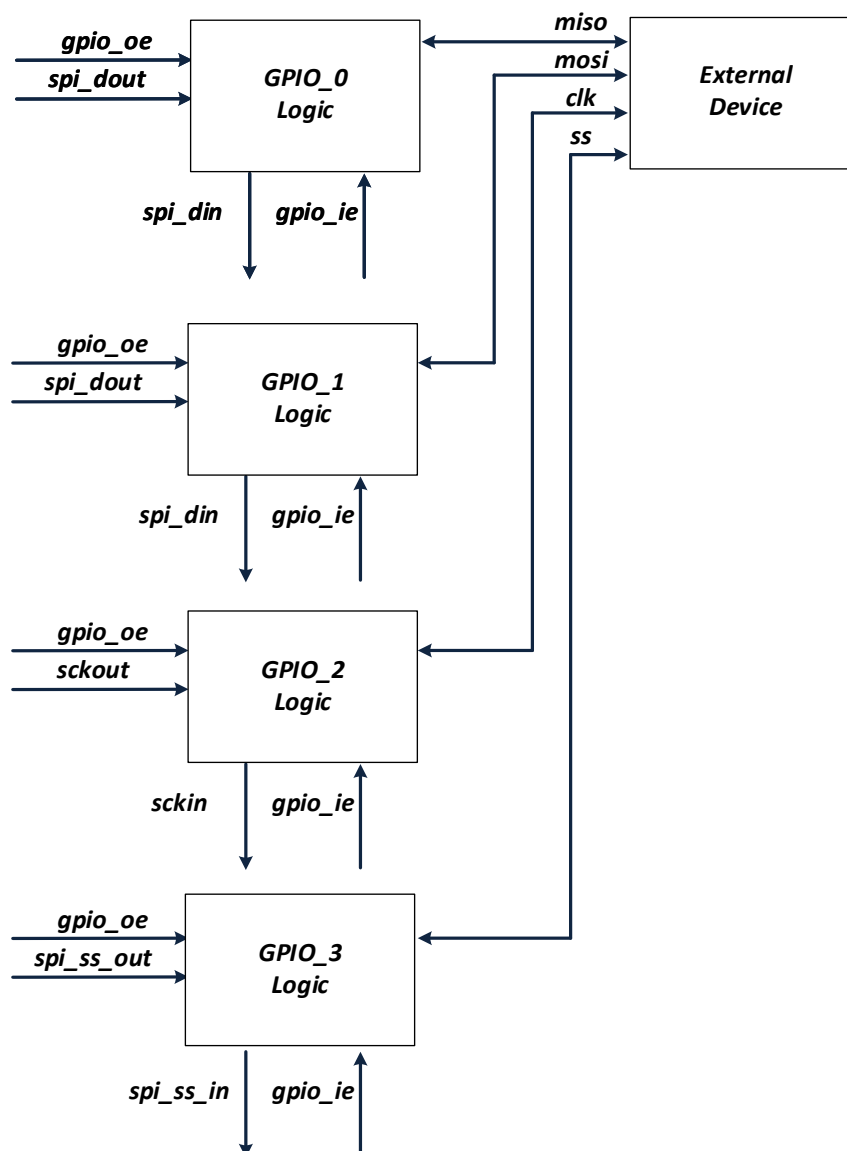 miso
gpio_oe
mosi
spi_dout
GPIO_0
Logic
External
Device
clk
ss
spi_din
gpio_ie
gpio_oe
spi_dout
GPIO_1
Logic
spi_din
gpio_ie
gpio_oe
sckout
GPIO_2
Logic
sckin
gpio_ie
gpio_oe
spi_ss_out
GPIO_3
Logic
spi_ss_in
gpio_ie